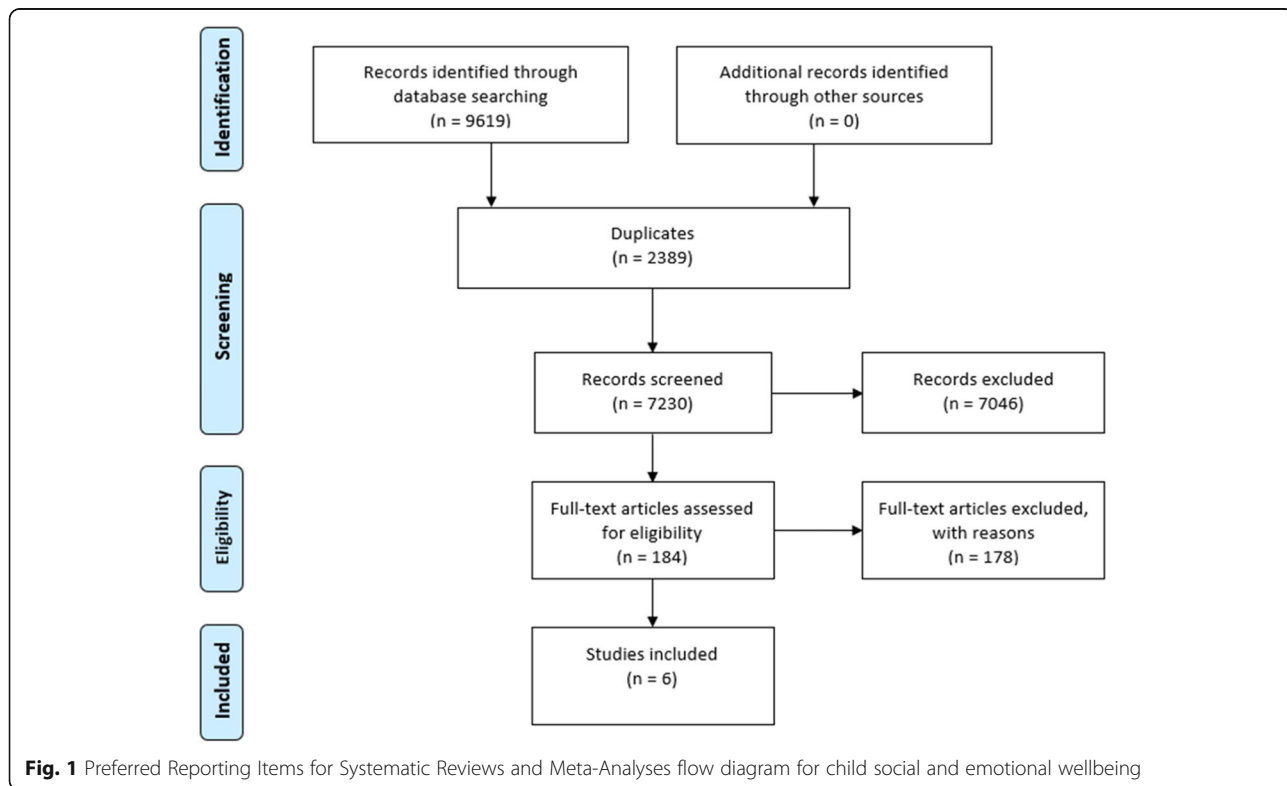 Identification
Records identified through
database searching
(n = 9619)
Additional records identified
through other sources
(n = 0)
Screening
Duplicates
(n = 2389)
Records screened
(n = 7230)
Records excluded
(n = 7046)
Eligibility
Full-text articles assessed
for eligibility
(n = 184)
Full-text articles excluded,
with reasons
(n = 178)
Included
Studies included
(n = 6)
Fig. 1 Preferred Reporting Items for Systematic Reviews and Meta-Analyses flow diagram for child social and emotional wellbeing